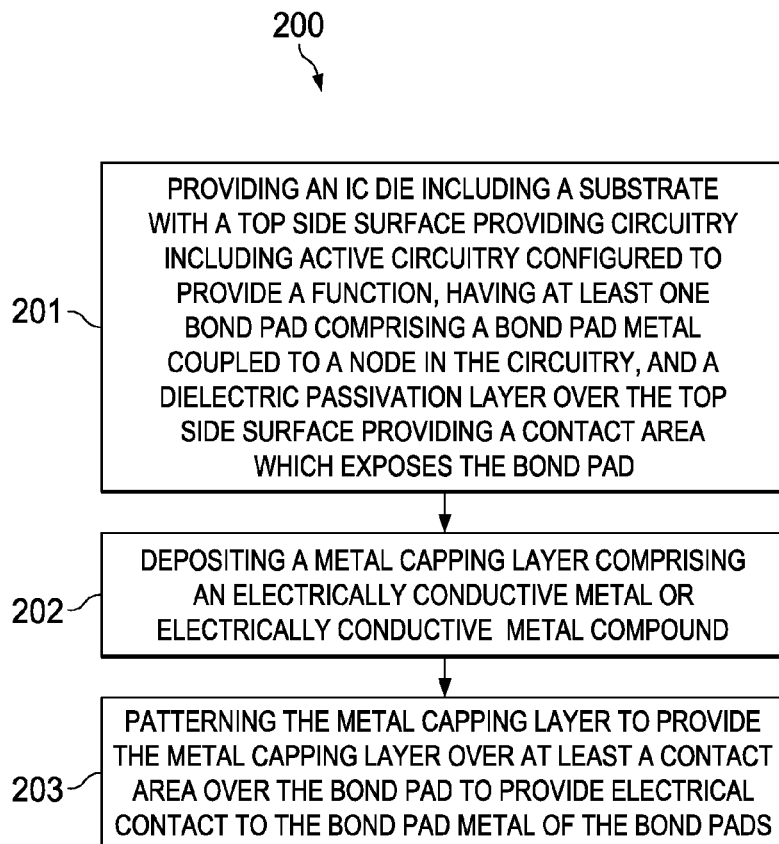 200
201
PROVIDING AN IC DIE INCLUDING A SUBSTRATE
WITH A TOP SIDE SURFACE PROVIDING CIRCUITRY
INCLUDING ACTIVE CIRCUITRY CONFIGURED TO
PROVIDE A FUNCTION, HAVING AT LEAST ONE
BOND PAD COMPRISING A BOND PAD METAL
COUPLED TO A NODE IN THE CIRCUITRY, AND A
DIELECTRIC PASSIVATION LAYER OVER THE TOP
SIDE SURFACE PROVIDING A CONTACT AREA
WHICH EXPOSES THE BOND PAD
202
DEPOSITING A METAL CAPPING LAYER COMPRISING
AN ELECTRICALLY CONDUCTIVE METAL OR
ELECTRICALLY CONDUCTIVE METAL COMPOUND
203
PATTERNING THE METAL CAPPING LAYER TO PROVIDE
THE METAL CAPPING LAYER OVER AT LEAST A CONTACT
AREA OVER THE BOND PAD TO PROVIDE ELECTRICAL
CONTACT TO THE BOND PAD METAL OF THE BOND PADS